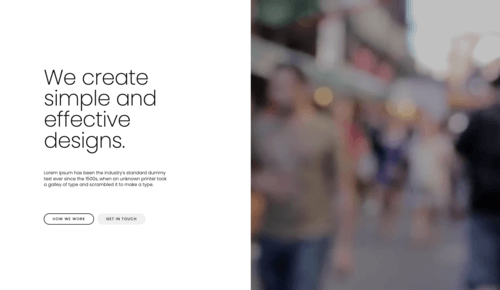 We create
simple and
effective
designs.
Lorem Ipsum has been the industry's standard dummy
text ever since the 1500s, when an unknown printer took
a galley of type and scrambled it to make a type.
HOW WE WORK
GET IN TOUCH